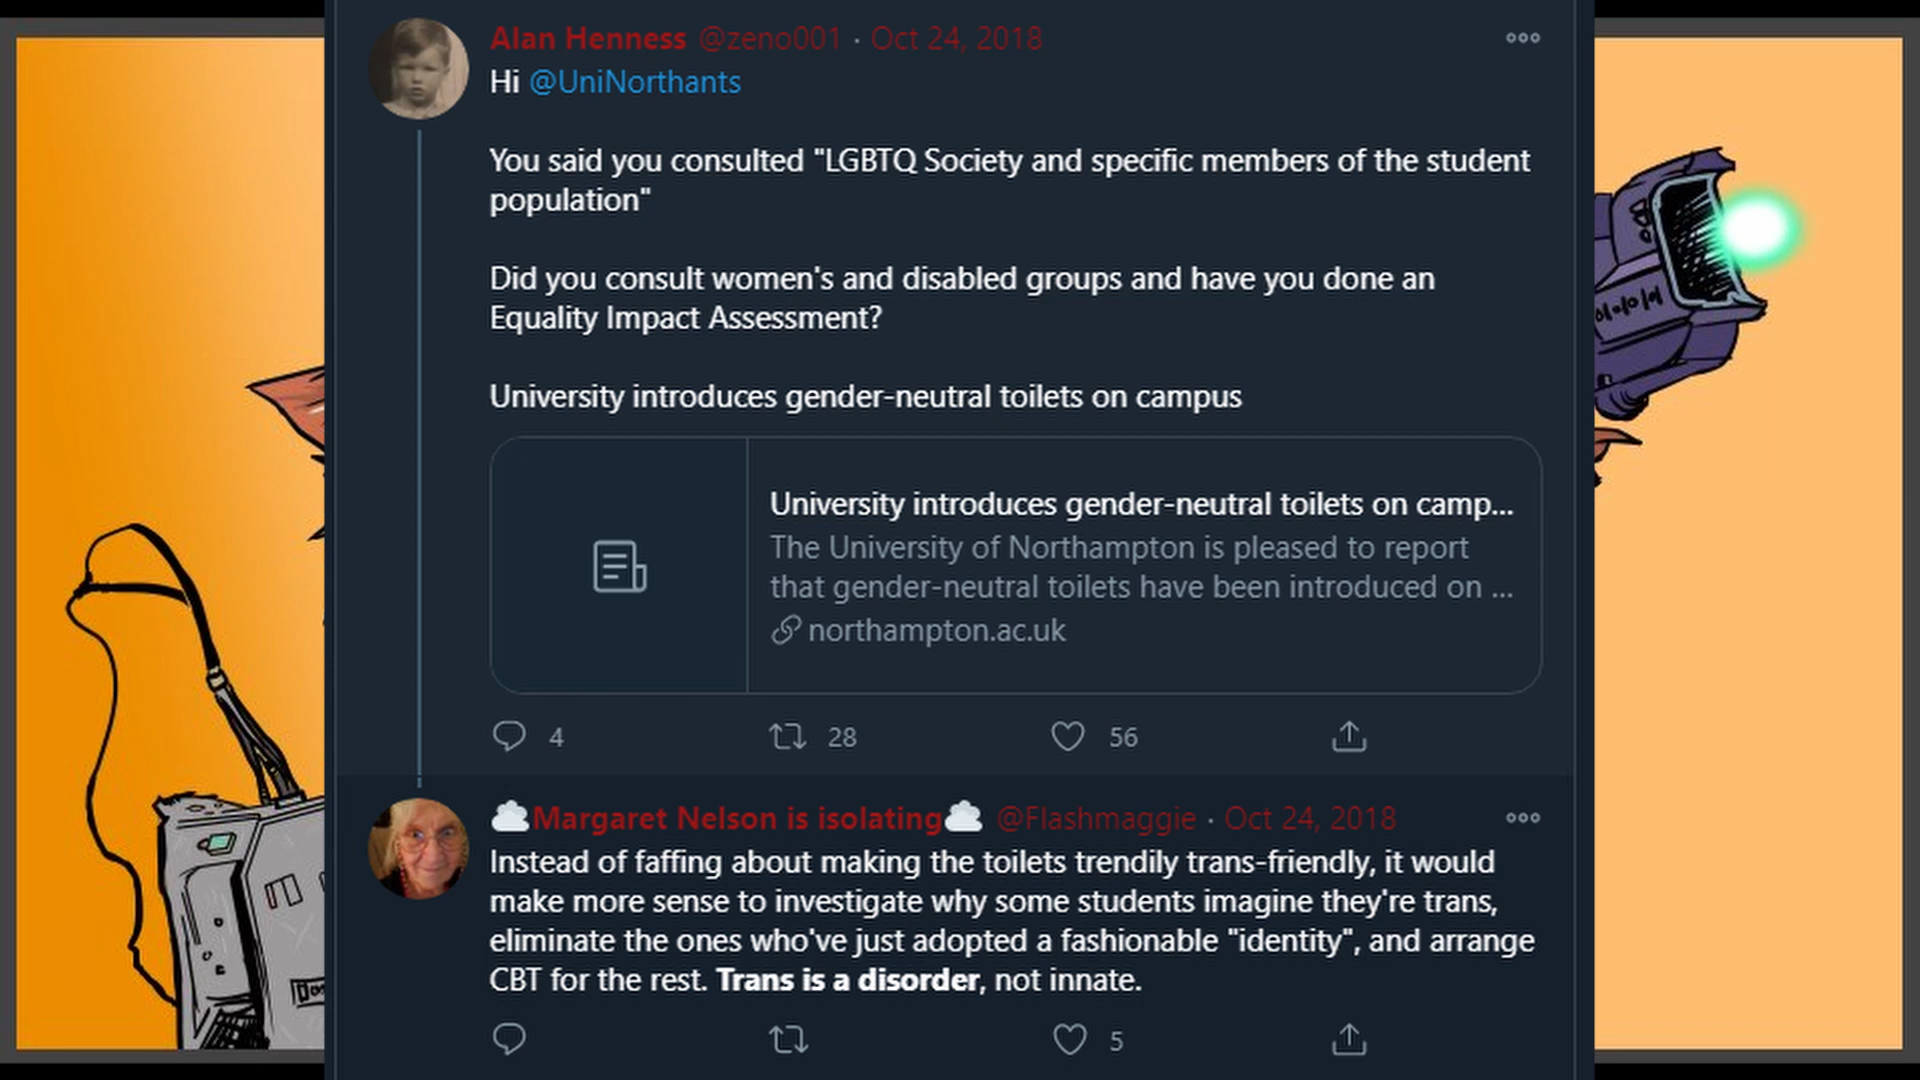 Alan Henness @zeno001 · Oct 24, 2018
Hi @UniNorthants
You said you consulted "LGBTQ Society and specific members of the student
population"
Did you consult women's and disabled groups and have you done an
Equality Impact Assessment?
University introduces gender-neutral toilets on campus
University introduces gender-neutral toilets on camp...
The University of Northampton is pleased to report
that gender-neutral toilets have been introduced on ...
northampton.ac.uk
4 28 56
Margaret Nelson is isolating @Flashmaggie · Oct 24, 2018
Instead of faffing about making the toilets trendily trans-friendly, it would
make more sense to investigate why some students imagine they're trans,
eliminate the ones who've just adopted a fashionable "identity", and arrange
CBT for the rest. Trans is a disorder, not innate.
5